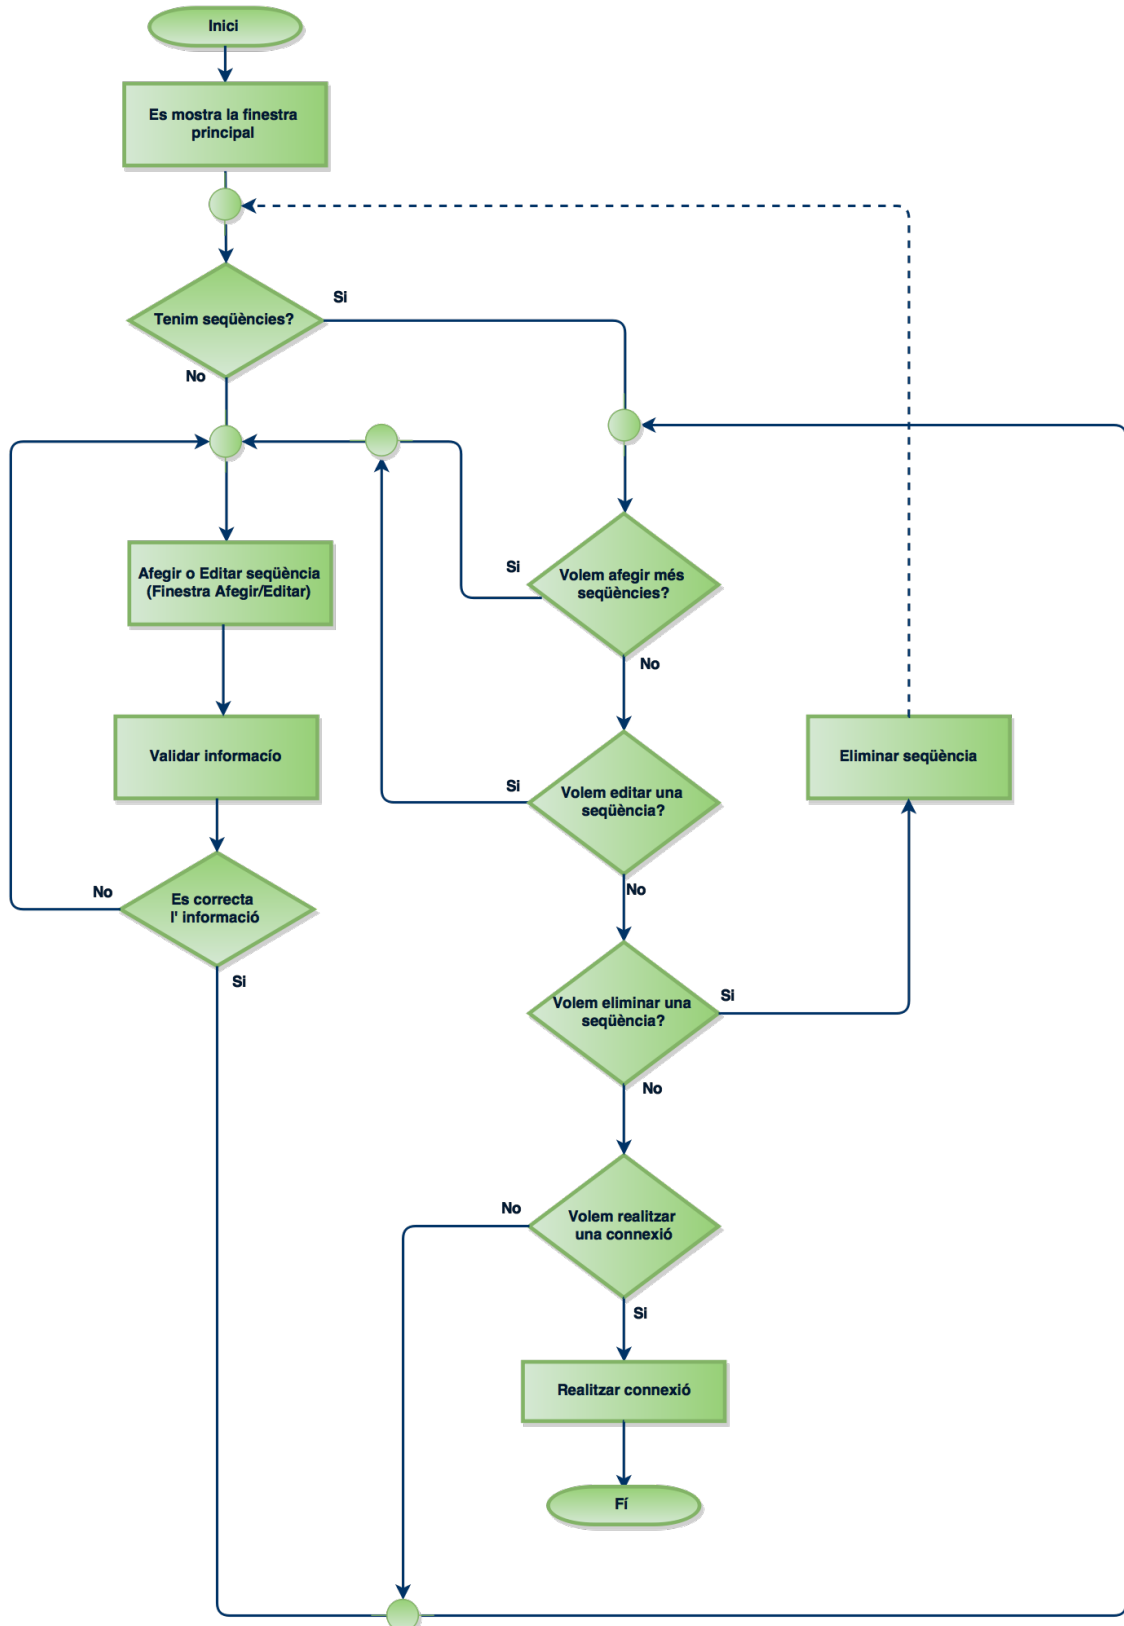 Inici
Es mostra la finestra
principal
Tenim seqüències?
Si
No
Volem afegir més
seqüències?
Si
No
Afegir o Editar seqüència
(Finestra Afegir/Editar)
Validar informacío
Volem editar una
seqüència?
Si
No
Eliminar seqüència
Es correcta
l' informació
No
Si
Volem eliminar una
seqüència?
Si
No
Volem realitzar
una connexió
No
Si
Realitzar connexió
Fí